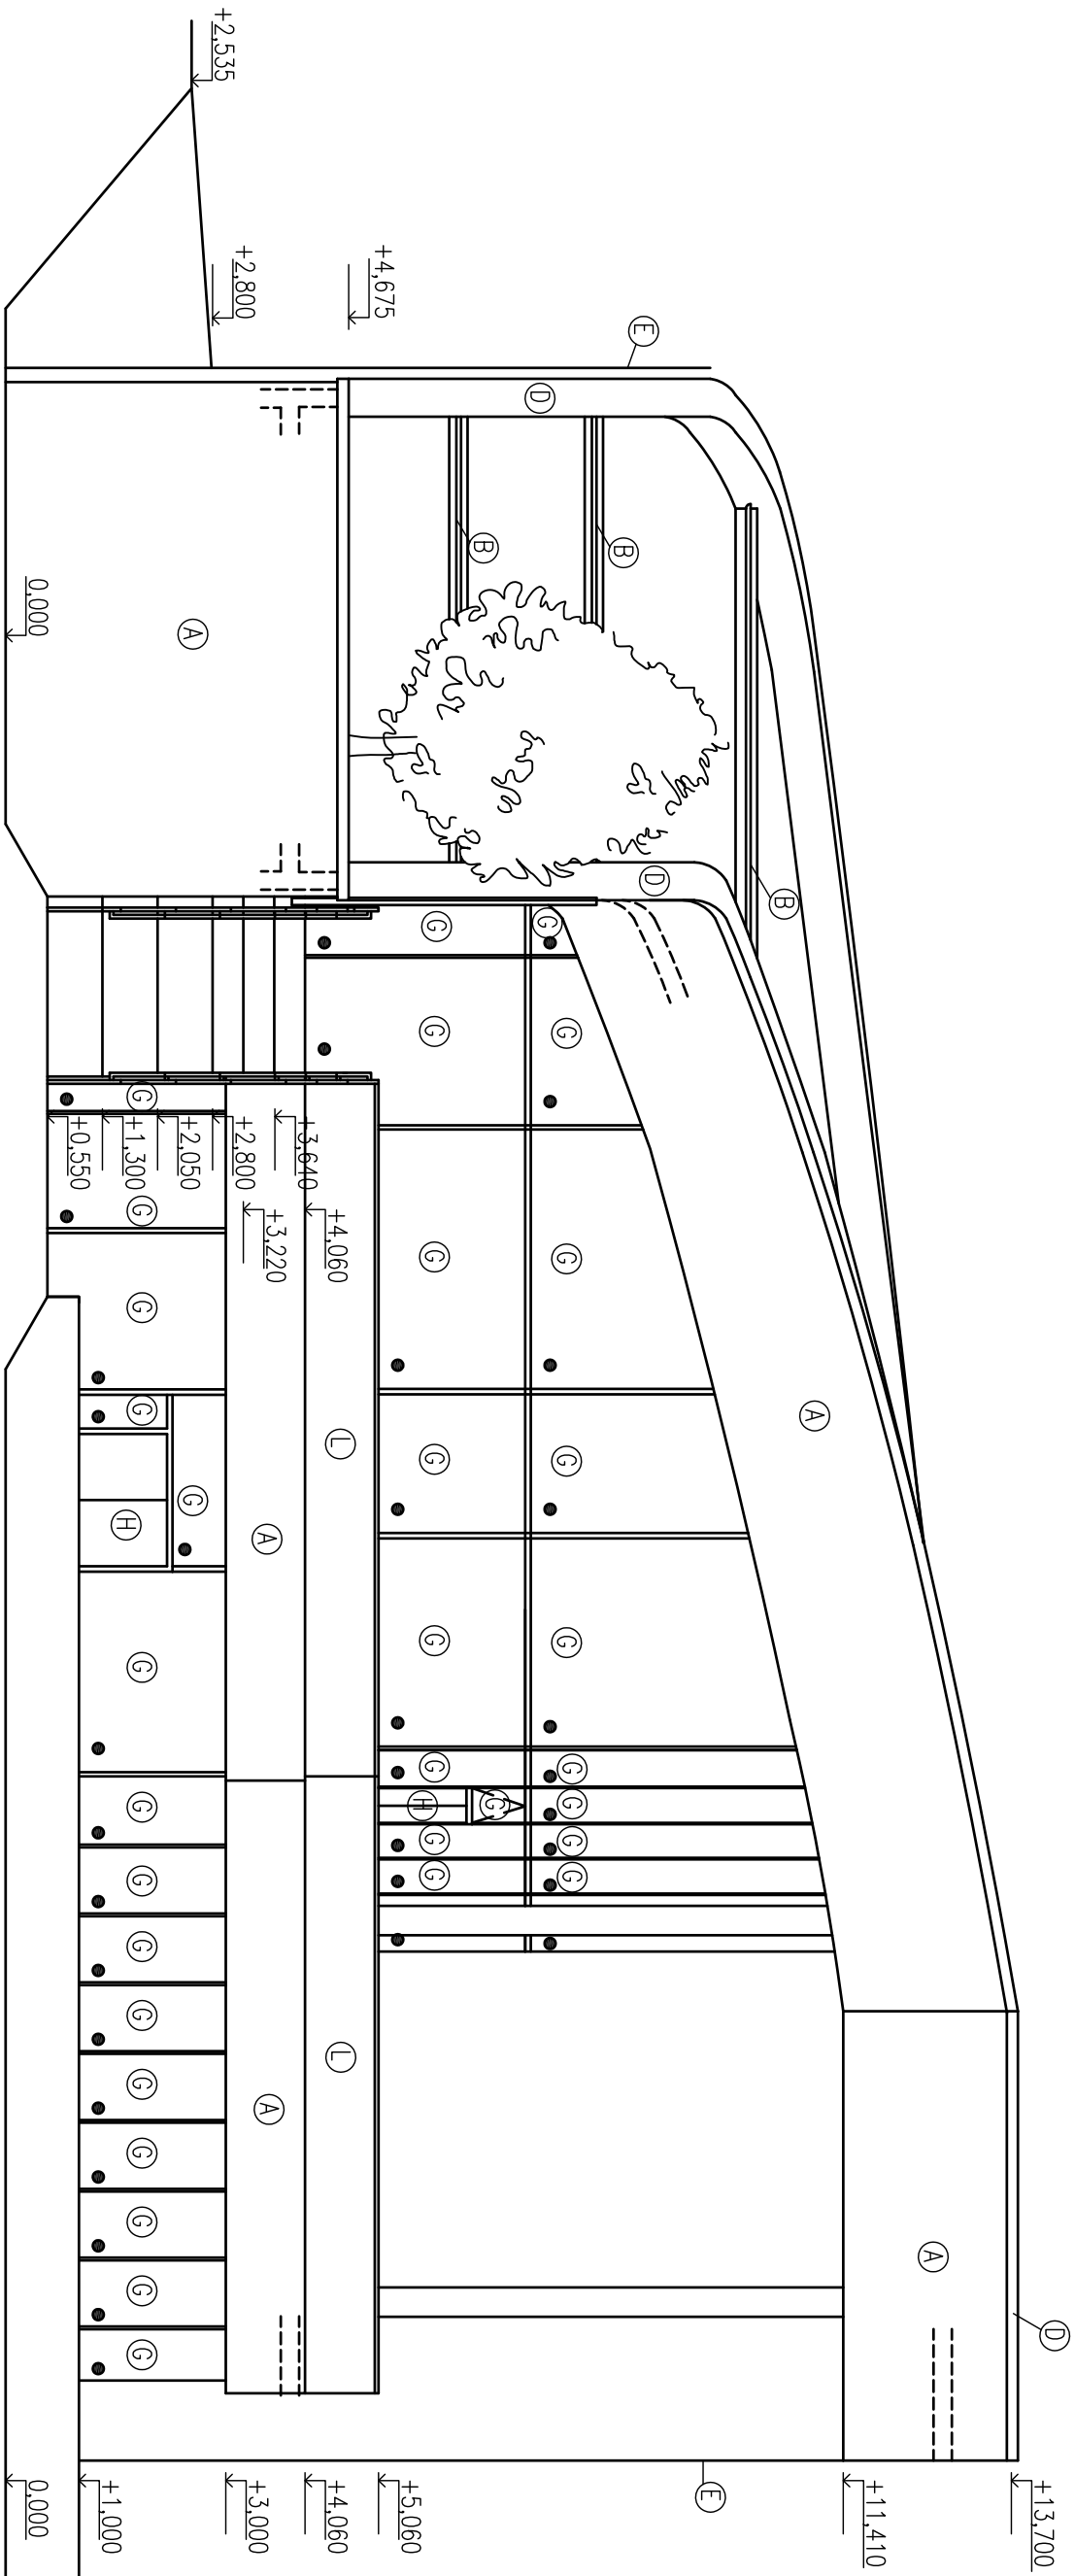 D
+13,700
A
+11,410
A
B
E
D
E
B
G G G G G G G G
G
D
G
B
G G G G G G H G G
+5,060
+4,675
+4,060 L L +4,060
+3,640
+3,220 A A +3,000
+2,800 +2,800
+2,535
A G
+2,050
G G G G G G G G G G G G G G
+1,300
H
+1,000
+0,550
0,000 0,000